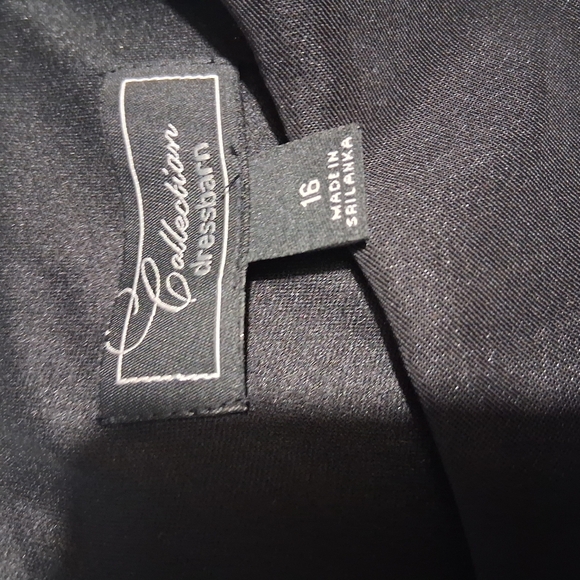 Collection
dressbarn
16
MADE IN
SRI LANKA